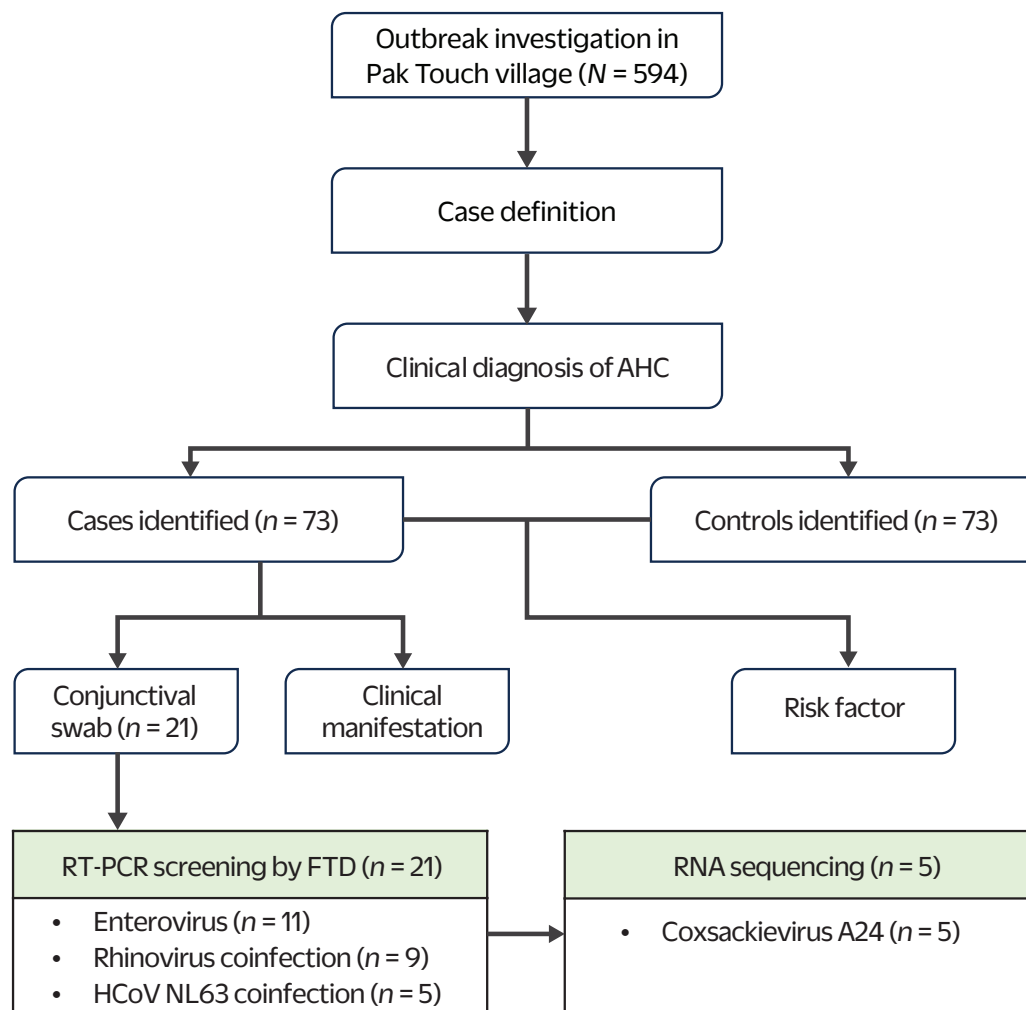 Outbreak investigation in
Pak Touch village (N = 594)
Case definition
Clinical diagnosis of AHC
Cases identified (n = 73)
Controls identified (n = 73)
Conjunctival
swab (n = 21)
Clinical
manifestation
Risk factor
RT-PCR screening by FTD (n = 21)
• Enterovirus (n = 11)
• Rhinovirus coinfection (n = 9)
• HCoV NL63 coinfection (n = 5)
RNA sequencing (n = 5)
• Coxsackievirus A24 (n = 5)